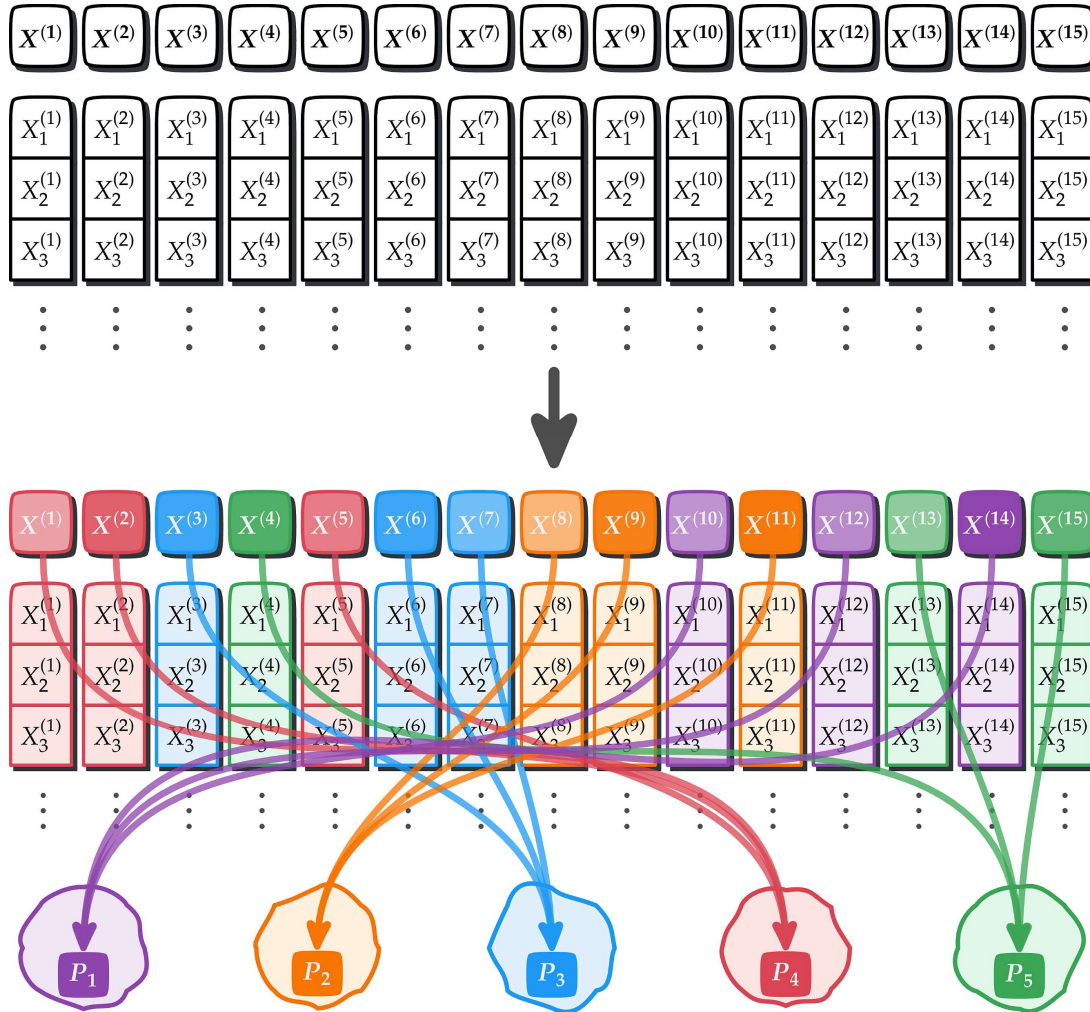 X^(1) X^(2) X^(3) X^(4) X^(5) X^(6) X^(7) X^(8) X^(9) X^(10) X^(11) X^(12) X^(13) X^(14) X^(15)
X_1^(1) X_1^(2) X_1^(3) X_1^(4) X_1^(5) X_1^(6) X_1^(7) X_1^(8) X_1^(9) X_1^(10) X_1^(11) X_1^(12) X_1^(13) X_1^(14) X_1^(15)
X_2^(1) X_2^(2) X_2^(3) X_2^(4) X_2^(5) X_2^(6) X_2^(7) X_2^(8) X_2^(9) X_2^(10) X_2^(11) X_2^(12) X_2^(13) X_2^(14) X_2^(15)
X_3^(1) X_3^(2) X_3^(3) X_3^(4) X_3^(5) X_3^(6) X_3^(7) X_3^(8) X_3^(9) X_3^(10) X_3^(11) X_3^(12) X_3^(13) X_3^(14) X_3^(15)
X^(1) X^(2) X^(3) X^(4) X^(5) X^(6) X^(7) X^(8) X^(9) X^(10) X^(11) X^(12) X^(13) X^(14) X^(15)
X_1^(1) X_1^(2) X_1^(3) X_1^(4) X_1^(5) X_1^(6) X_1^(7) X_1^(8) X_1^(9) X_1^(10) X_1^(11) X_1^(12) X_1^(13) X_1^(14) X_1^(15)
X_2^(1) X_2^(2) X_2^(3) X_2^(4) X_2^(5) X_2^(6) X_2^(7) X_2^(8) X_2^(9) X_2^(10) X_2^(11) X_2^(12) X_2^(13) X_2^(14) X_2^(15)
X_3^(1) X_3^(2) X_3^(3) X_3^(4) X_3^(5) X_3^(6) X_3^(7) X_3^(8) X_3^(9) X_3^(10) X_3^(11) X_3^(12) X_3^(13) X_3^(14) X_3^(15)
P_1 P_2 P_3 P_4 P_5